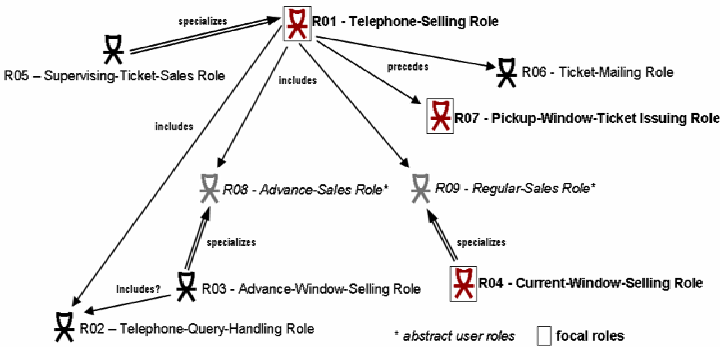 specializes
R01 - Telephone-Selling Role
R05 – Supervising-Ticket-Sales Role
precedes
R06 - Ticket-Mailing Role
includes
R07 - Pickup-Window-Ticket Issuing Role
includes
R08 - Advance-Sales Role*
R09 - Regular-Sales Role*
specializes
specializes
Includes?
R03 - Advance-Window-Selling Role
R04 - Current-Window-Selling Role
R02 – Telephone-Query-Handling Role
* abstract user roles
focal roles